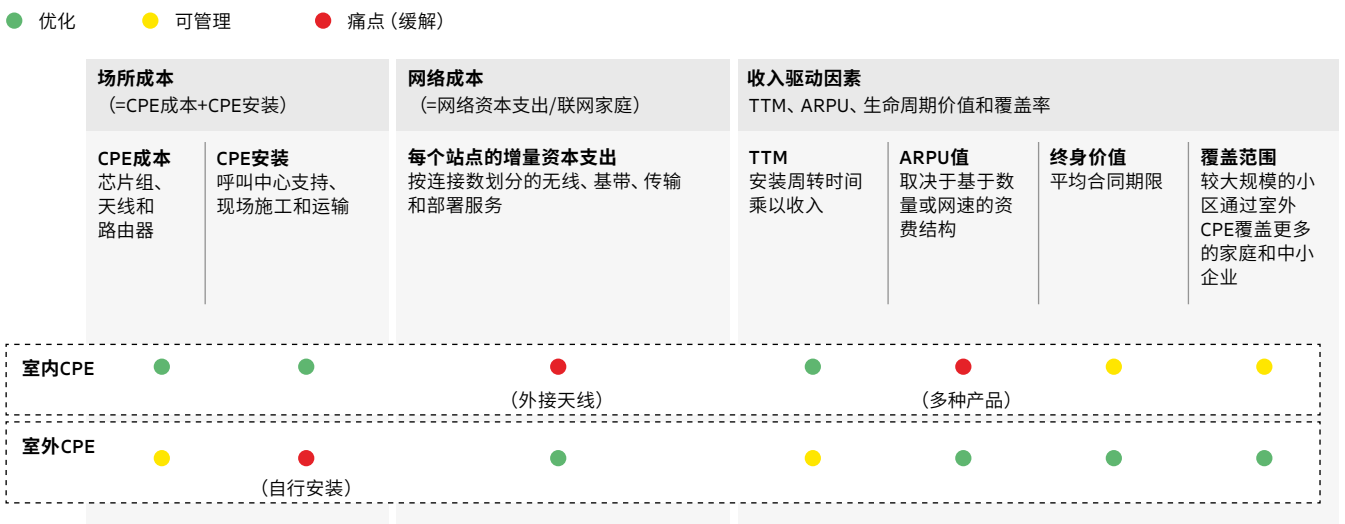 优化 可管理 痛点（缓解）
场所成本
（=CPE成本+CPE安装）
网络成本
（=网络资本支出/联网家庭）
收入驱动因素
TTM、ARPU、生命周期价值和覆盖率
CPE成本
芯片组、
天线和
路由器
CPE安装
呼叫中心支持、
现场施工和运输
每个站点的增量资本支出
按连接数划分的无线、基带、传输
和部署服务
TTM
安装周转时间
乘以收入
ARPU值
取决于基于数
量或网速的资
费结构
终身价值
平均合同期限
覆盖范围
较大规模的小
区通过室外
CPE覆盖更多
的家庭和中小
企业
室内CPE
（外接天线）
（多种产品）
室外CPE
（自行安装）